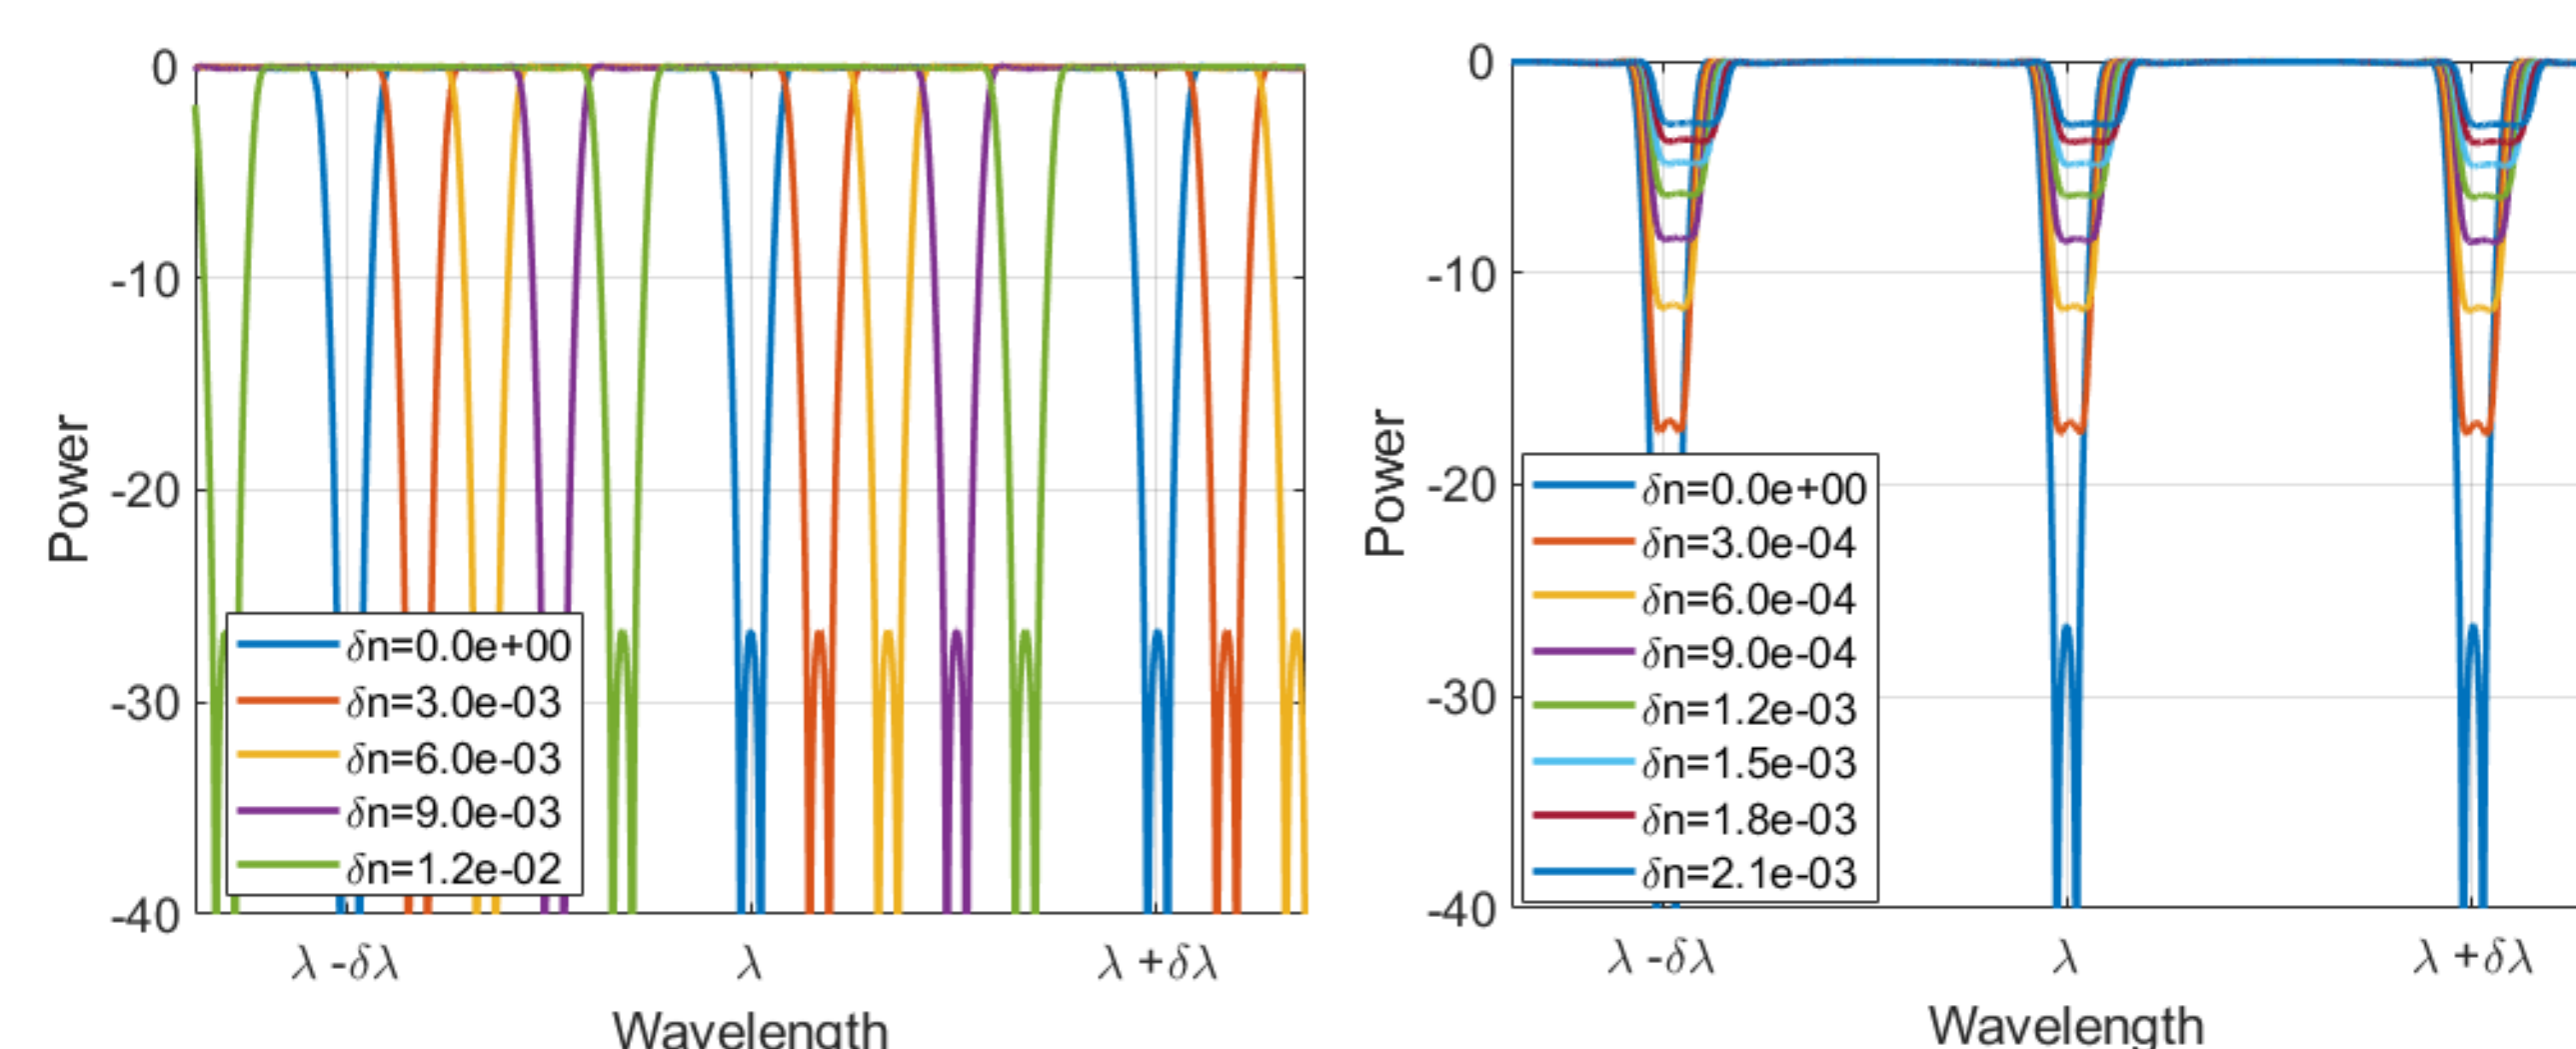 0
-10
-20
-30
-40
Power
δn=0.0e+00
δn=3.0e-03
δn=6.0e-03
δn=9.0e-03
δn=1.2e-02
λ -δλ
λ
λ +δλ
Wavelength
0
-10
-20
-30
-40
Power
δn=0.0e+00
δn=3.0e-04
δn=6.0e-04
δn=9.0e-04
δn=1.2e-03
δn=1.5e-03
δn=1.8e-03
δn=2.1e-03
λ -δλ
λ
λ +δλ
Wavelength